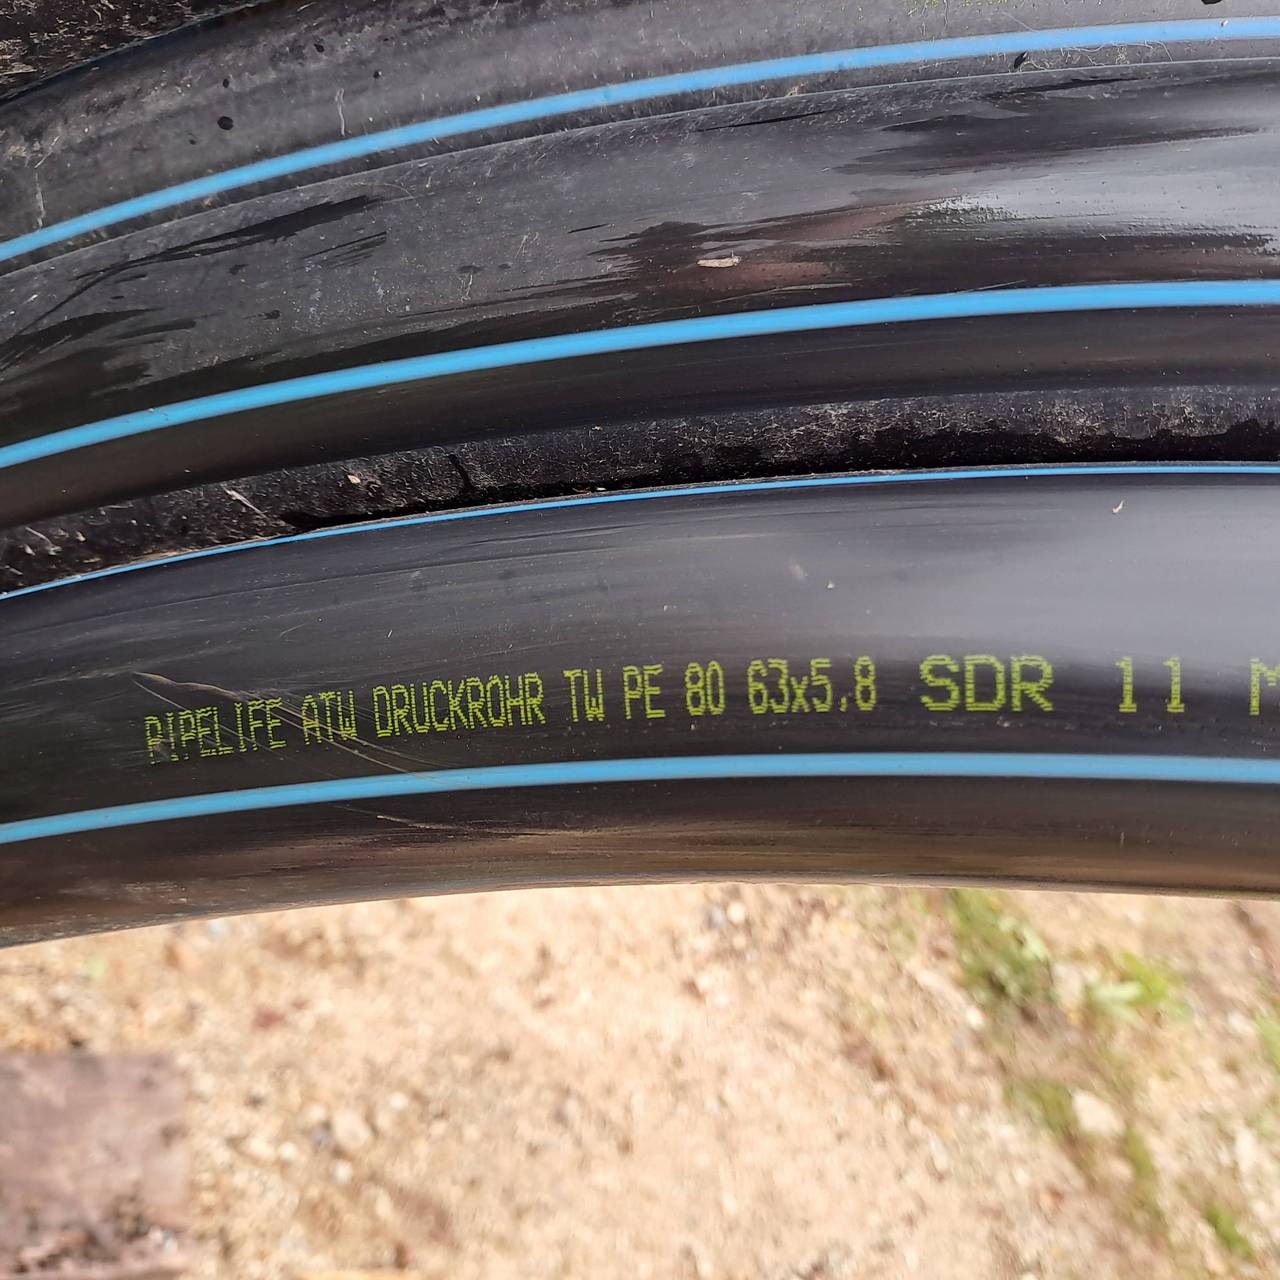 PIPELIFE ATW DRUCKROHR TW PE 80 63x5.8 SDR 11 M